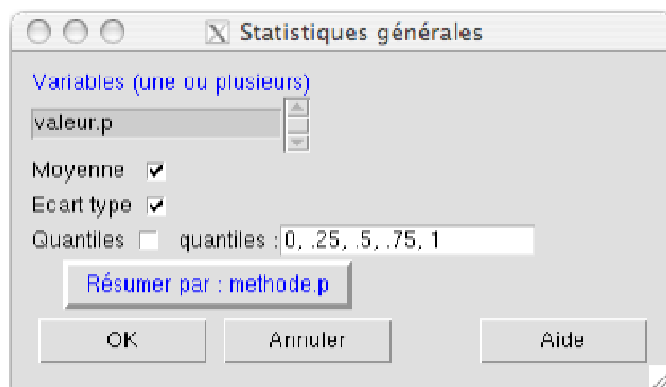 Statistiques générales
Variables (une ou plusieurs)
valeur.p
Moyenne
Ecart type
Quantiles quantiles : 0, .25, .5, .75, 1
Résumer par : methode.p
OK Annuler Aide